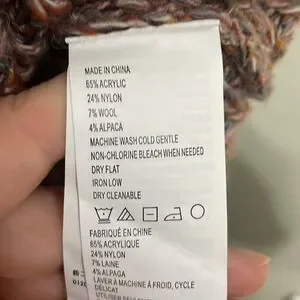 MADE IN CHINA
65% ACRYLIC
24% NYLON
7% WOOL
4% ALPACA
MACHINE WASH COLD GENTLE
NON-CHLORINE BLEACH WHEN NEEDED
DRY FLAT
IRON LOW
DRY CLEANABLE
FABRIQUÉ EN CHINE
65% ACRYLIQUE
24% NYLON
7% LAINE
4% ALPAGA
LAVER À MACHINE À FROID, CYCLE
DÉLICAT